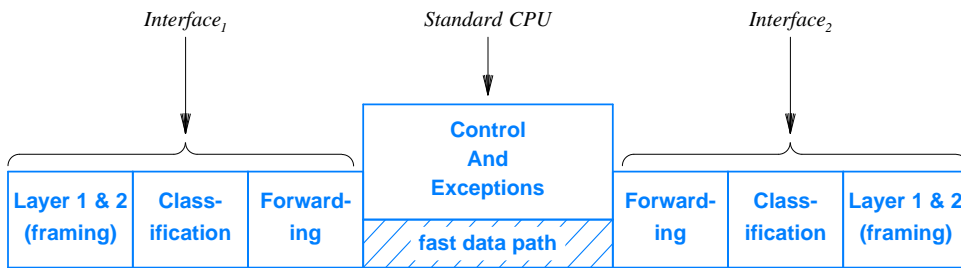 Interface1
Standard CPU
Interface2
Control
And
Exceptions
Layer 1 & 2
(framing)
Class-
ification
Forward-
ing
fast data path
Forward-
ing
Class-
ification
Layer 1 & 2
(framing)